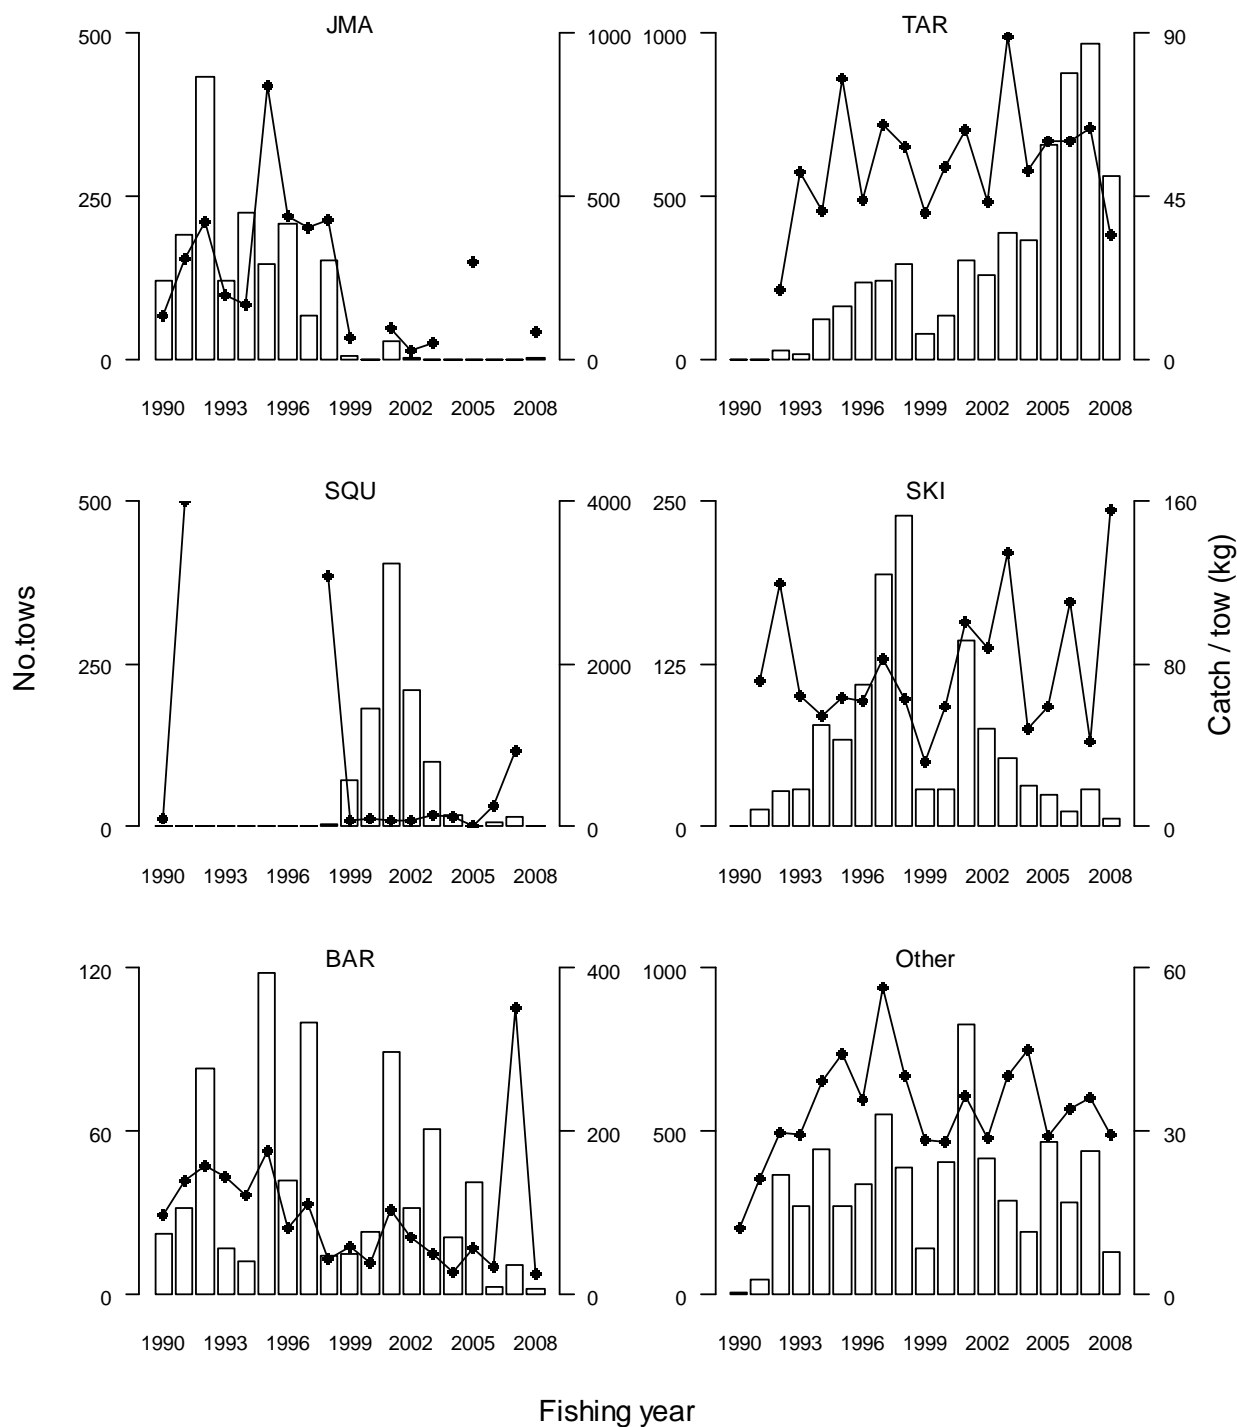 JMA TAR
500 1000 1000 90
250 500 500 45
0 0 0 0
1990 1993 1996 1999 2002 2005 2008 1990 1993 1996 1999 2002 2005 2008
SQU SKI
500 4000 250 160
250 2000 125 80
0 0 0 0
1990 1993 1996 1999 2002 2005 2008 1990 1993 1996 1999 2002 2005 2008
No.tows
Catch / tow (kg)
BAR Other
120 400 1000 60
60 200 500 30
0 0 0 0
1990 1993 1996 1999 2002 2005 2008 1990 1993 1996 1999 2002 2005 2008
Fishing year